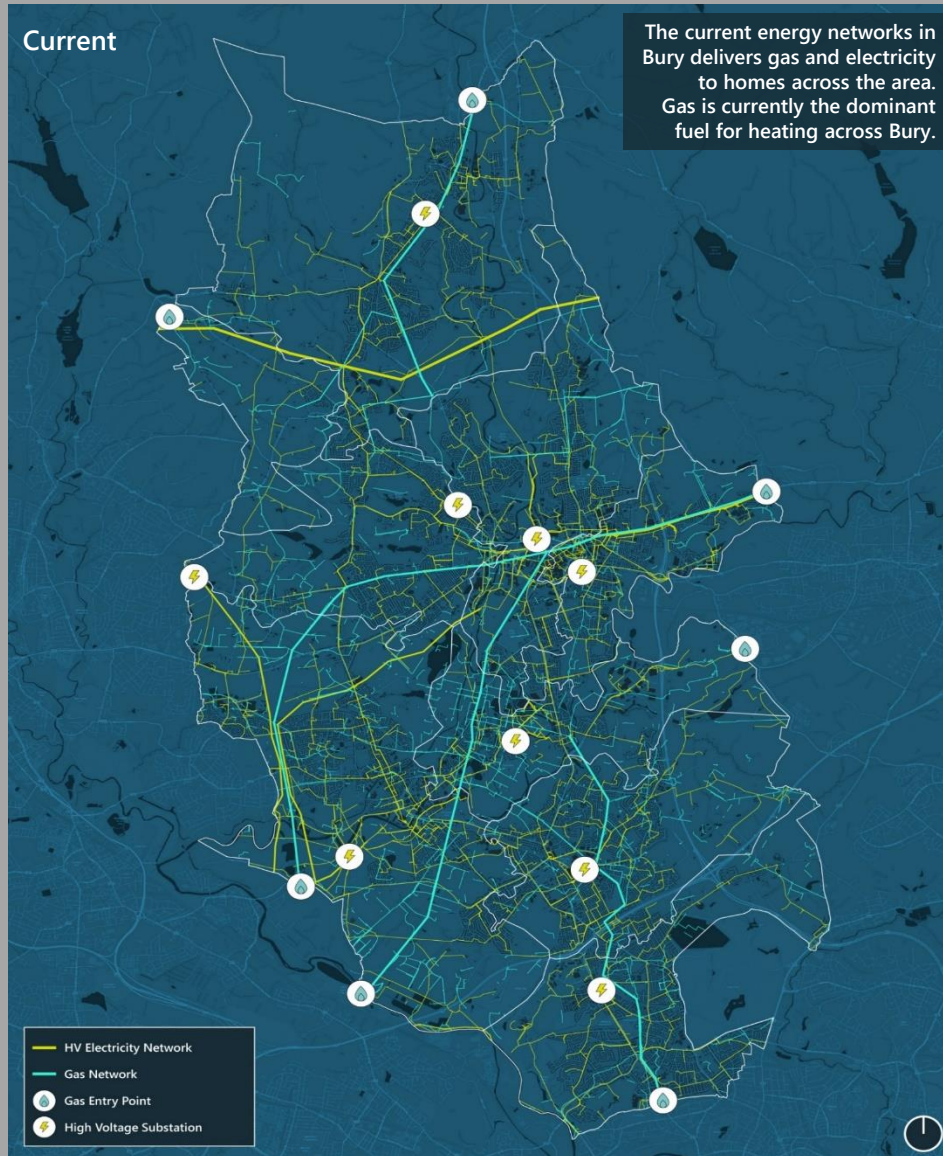 Current
The current energy networks in
Bury delivers gas and electricity
to homes across the area.
Gas is currently the dominant
fuel for heating across Bury.
HV Electricity Network
Gas Network
Gas Entry Point
High Voltage Substation